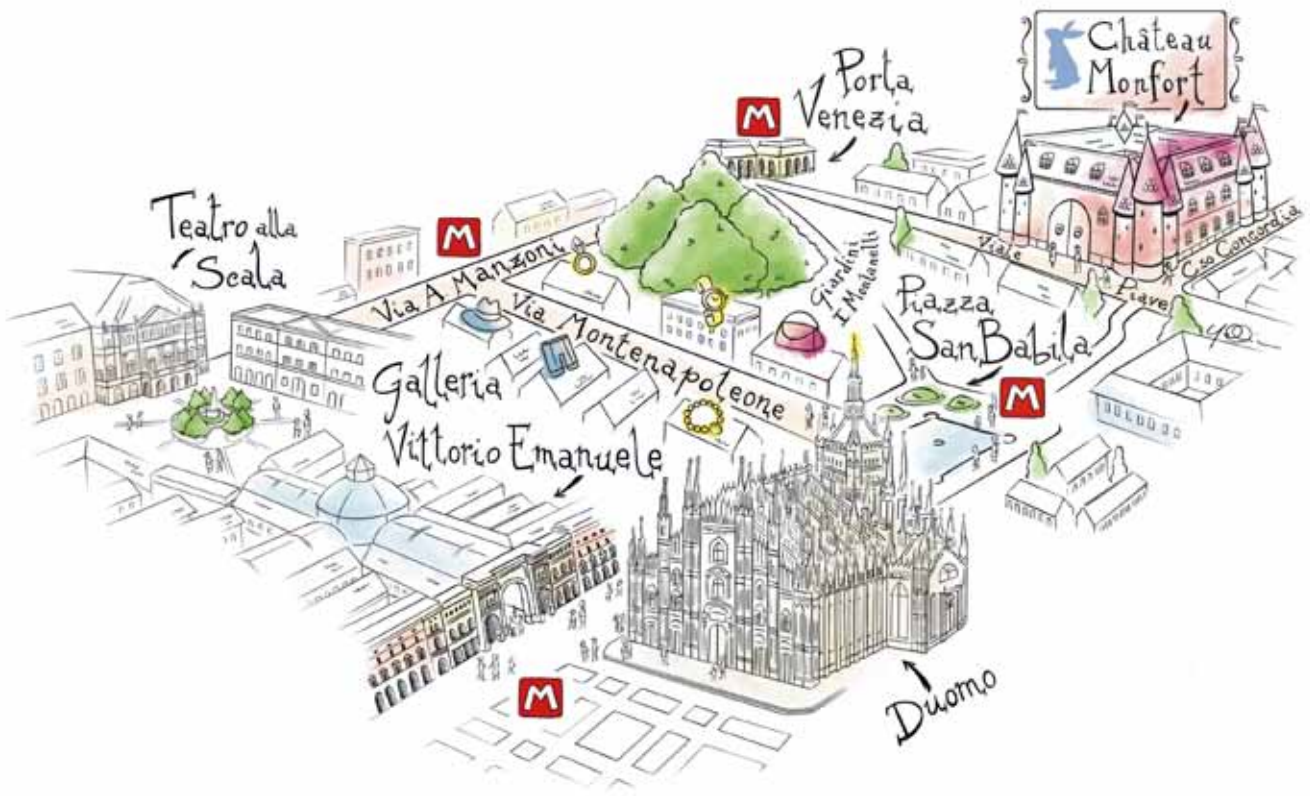 Château
Monfort
Porta
Venezia
M
Teatro alla
Scala
M
Via A. Manzoni
Via Montenapoleone
Giardini
I Montanelli
Viale
Piave
C.so Concordia
Piazza
San Babila
M
Galleria
Vittorio Emanuele
M
Duomo